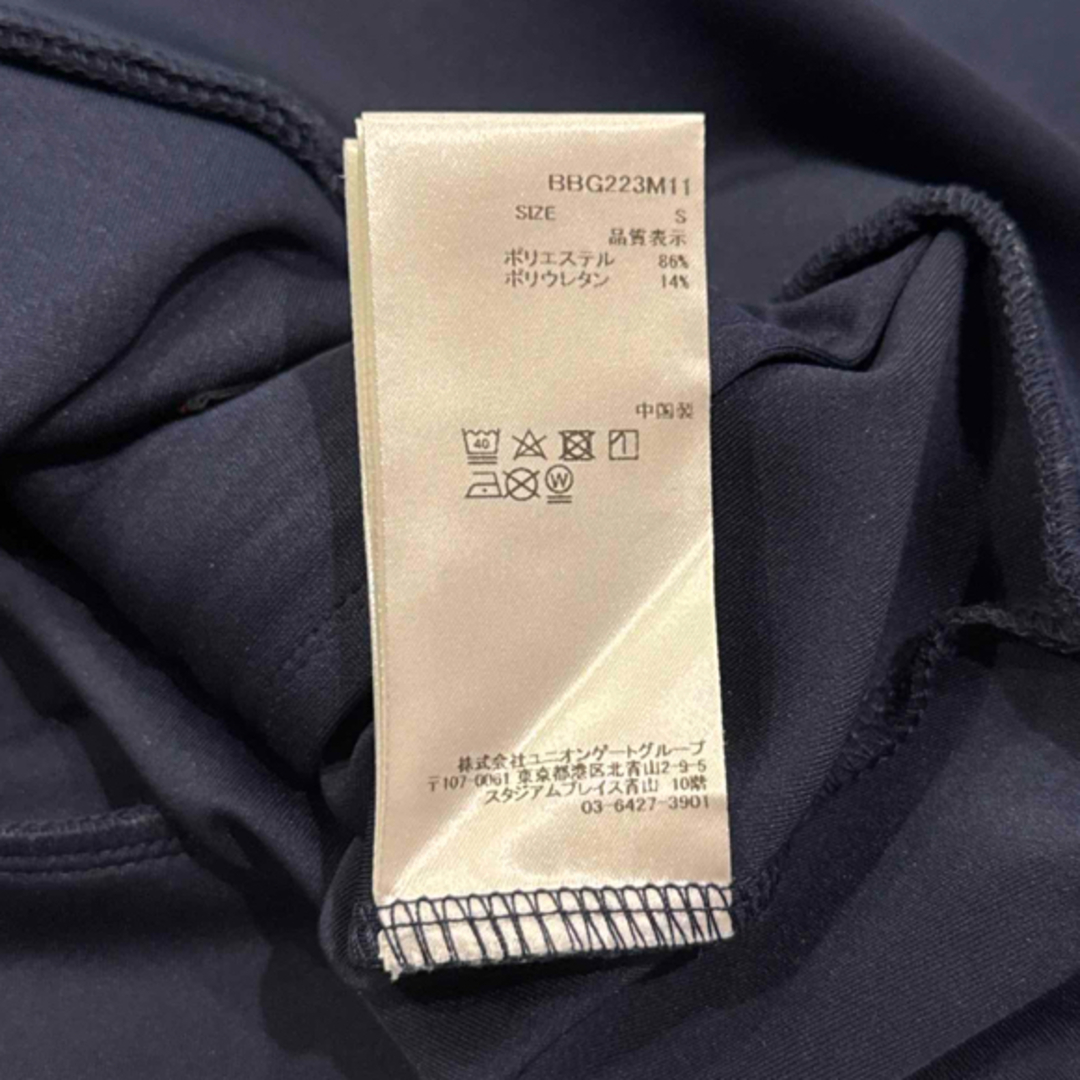 BBG223M11
SIZE S
品質表示
ポリエステル 86%
ポリウレタン 14%
中国製
40
W
株式会社ユニオンゲートグループ
〒107-0061 東京都港区北青山2-9-5
スタジアムプレイス青山 10階
03-6427-3901